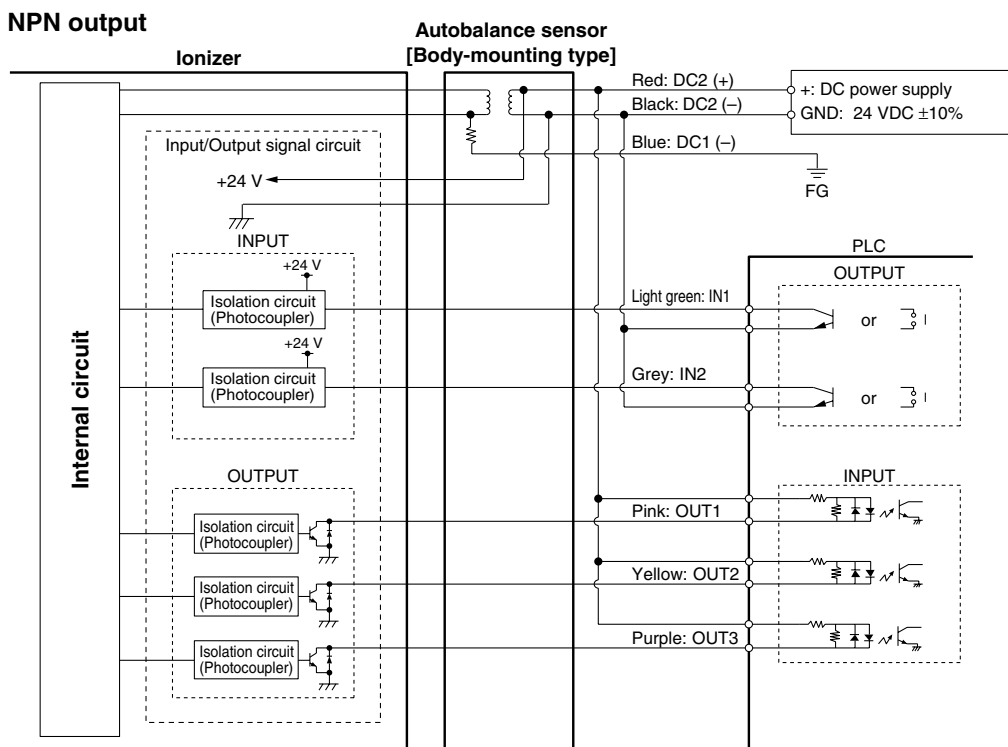 NPN output
Ionizer
Autobalance sensor
[Body-mounting type]
Red: DC2 (+)
Black: DC2 (–)
Blue: DC1 (–)
+: DC power supply
GND: 24 VDC ±10%
FG
Input/Output signal circuit
+24 V
INPUT
+24 V
Isolation circuit
(Photocoupler)
+24 V
Isolation circuit
(Photocoupler)
Internal circuit
OUTPUT
Isolation circuit
(Photocoupler)
Isolation circuit
(Photocoupler)
Isolation circuit
(Photocoupler)
Light green: IN1
Grey: IN2
Pink: OUT1
Yellow: OUT2
Purple: OUT3
PLC
OUTPUT
or
or
INPUT